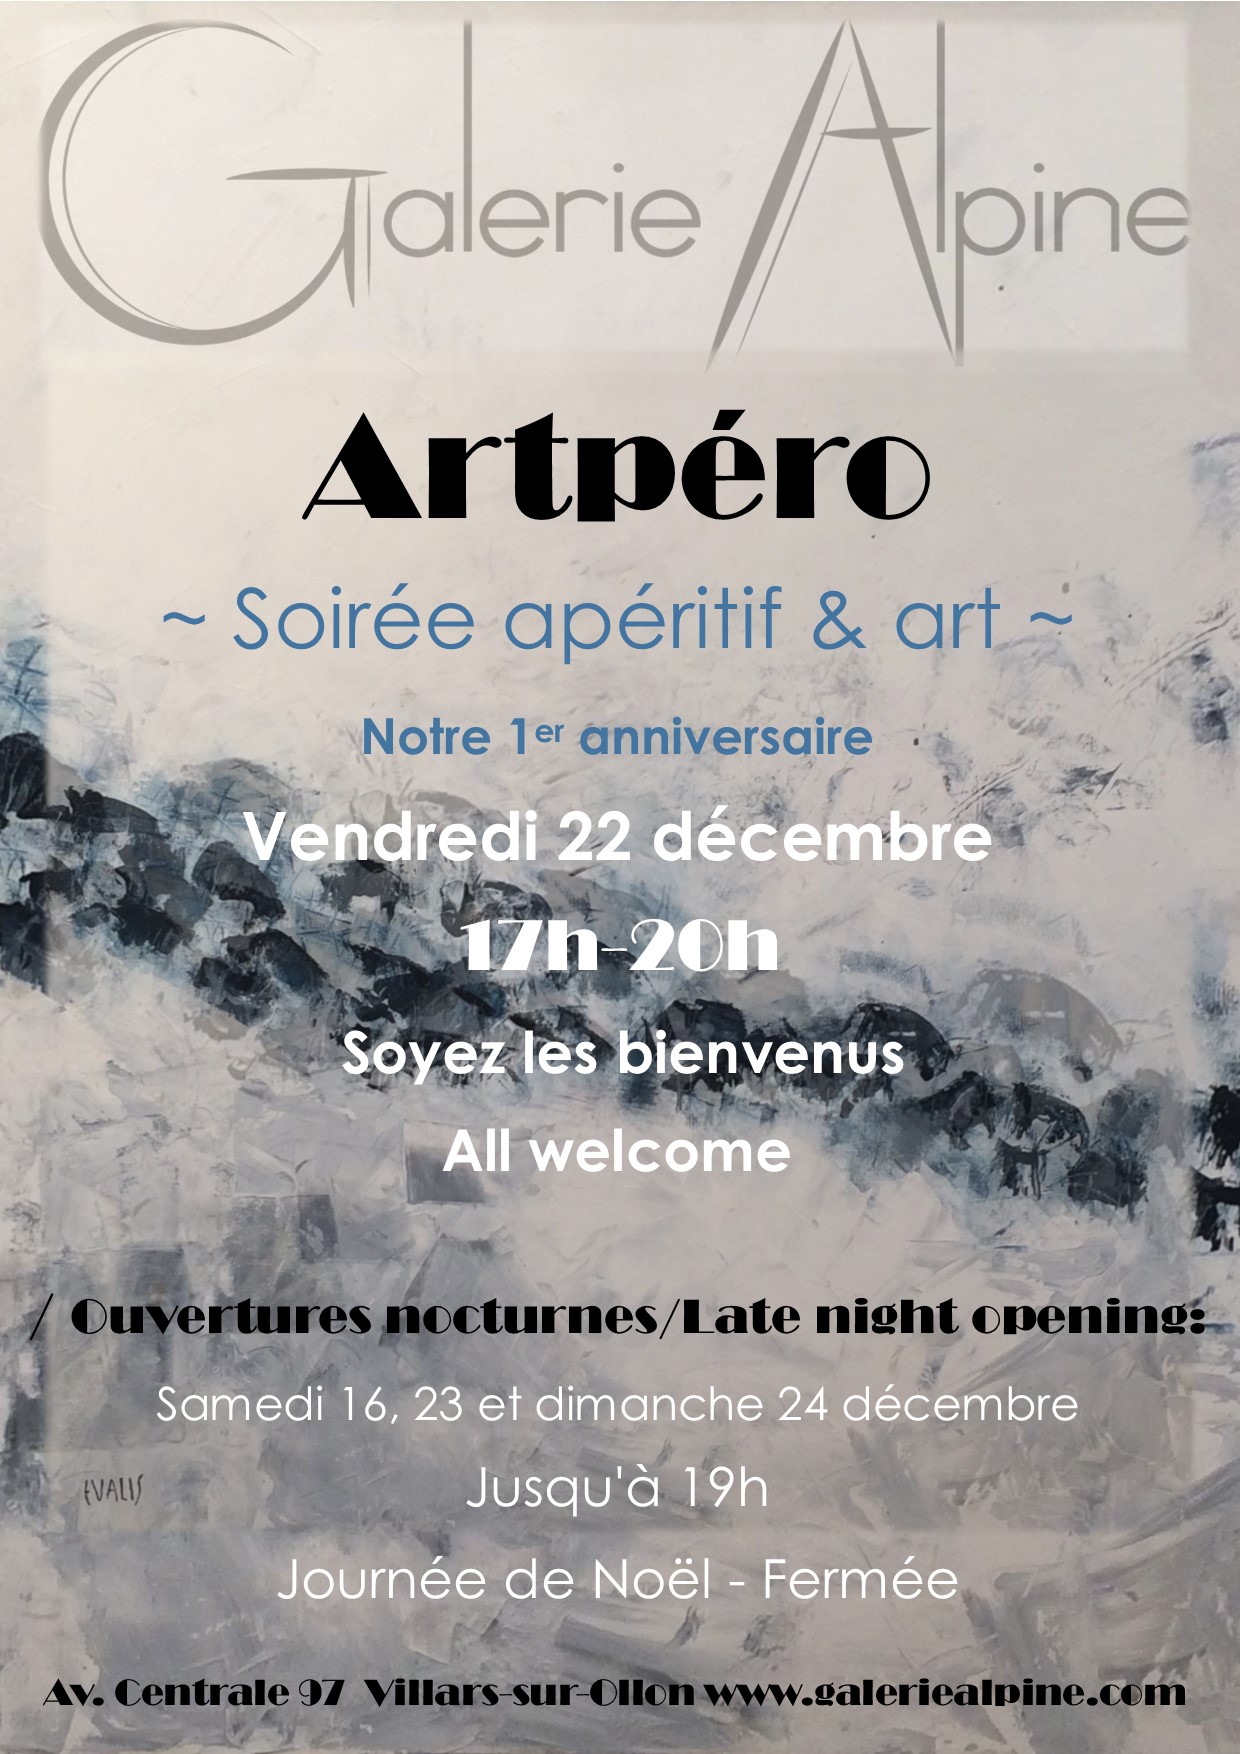 Galerie Alpine
Artpéro
~ Soirée apéritif & art ~
Notre 1er anniversaire
Vendredi 22 décembre
17h-20h
Soyez les bienvenus
All welcome
/ Ouvertures nocturnes/Late night opening:
Samedi 16, 23 et dimanche 24 décembre
EVALIS
Jusqu'à 19h
Journée de Noël - Fermée
Av. Centrale 97 Villars-sur-Ollon www.galeriealpine.com